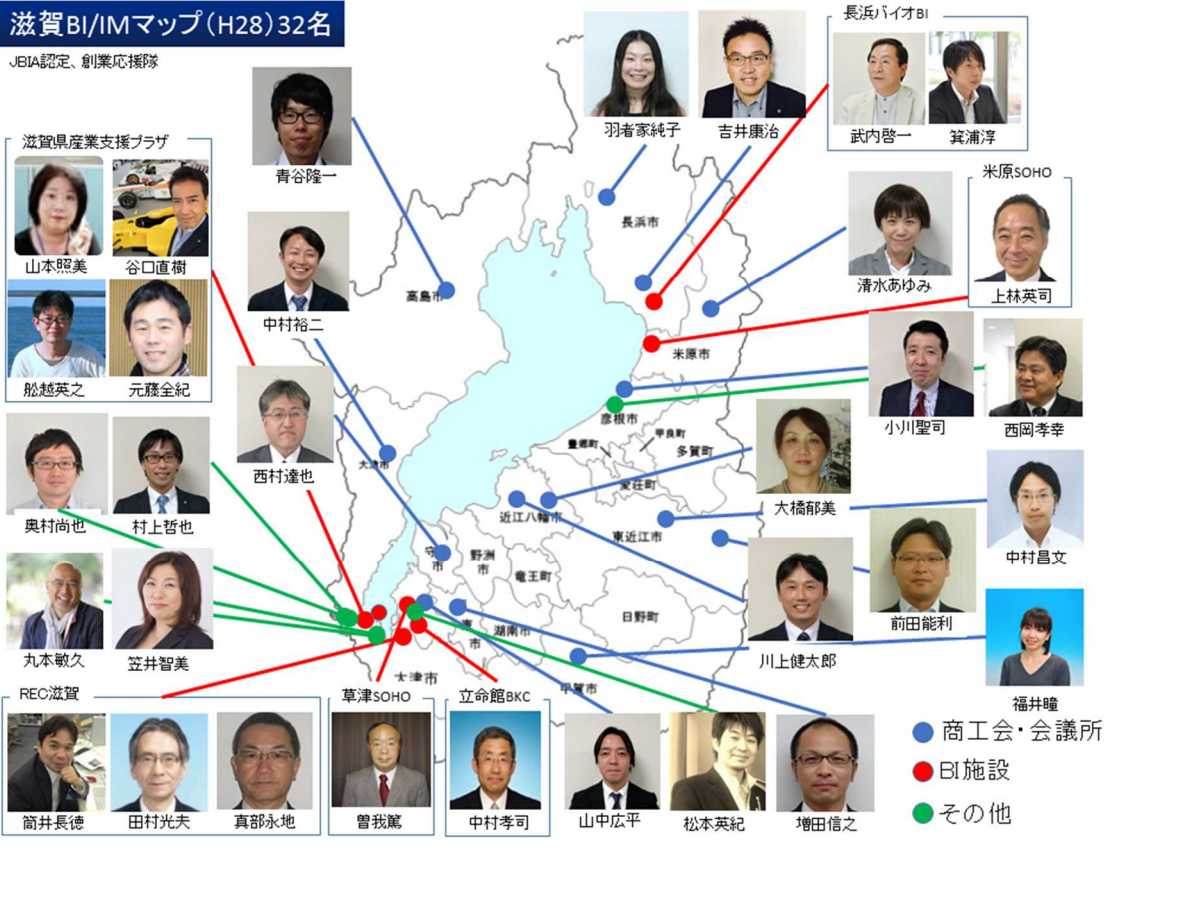 滋賀BI/IMマップ（H28）32名
JBIA認定、創業応援隊
滋賀県産業支援プラザ
山本照美
谷口直樹
舩越英之
元藤全紀
青谷隆一
中村裕二
西村達也
奥村尚也
村上哲也
丸本敏久
笠井智美
羽者家純子
吉井康治
長浜バイオBI
武内啓一
箕浦淳
清水あゆみ
米原SOHO
上林英司
小川聖司
西岡孝幸
大橋郁美
中村昌文
川上健太郎
前田能利
福井瞳
長浜市
高島市
米原市
彦根市
豊郷町
甲良町
多賀町
愛荘町
大津市
近江八幡市
東近江市
守
市
野洲
市
竜王町
日野町
湖南市
市
大津市
甲賀市
REC滋賀
筒井長徳
田村光夫
真部永地
草津SOHO
曽我篤
立命館BKC
中村孝司
山中広平
松本英紀
増田信之
商工会・会議所
BI施設
その他